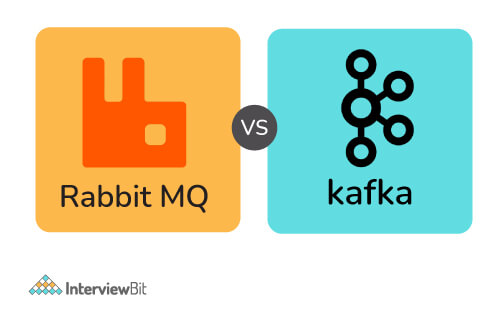 Rabbit MQ
VS
kafka
InterviewBit